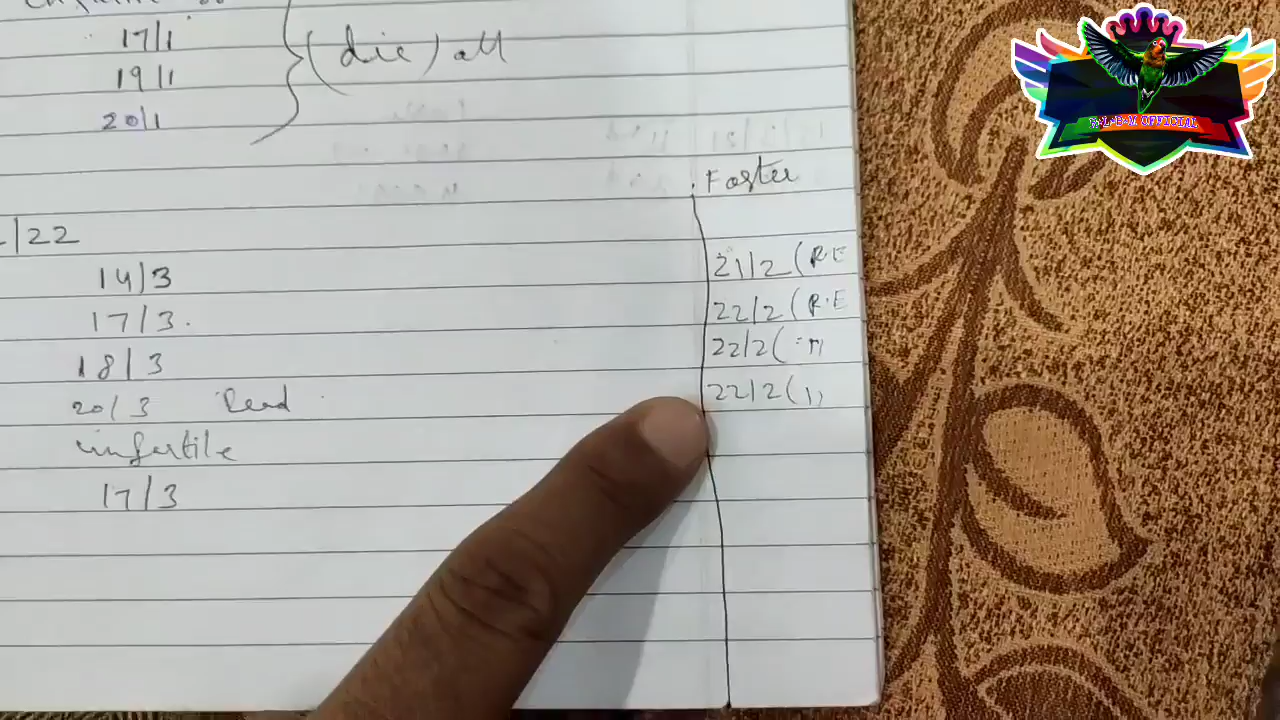 17/1
19/1
(die) all
20/1
Foster
/22
14/3
17/3.
18/3
20/3 Dead
infertile
17/3
21/2 (R.E
22/2 (R.E
22/2 (
22/2 ( ,,
H-L-B-M OFFICIAL